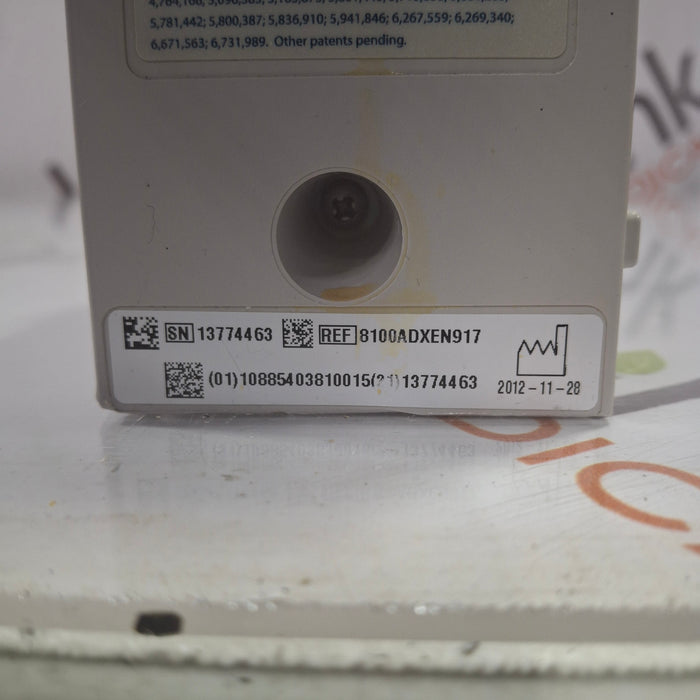 5,781,442; 5,800,387; 5,836,910; 5,941,846; 6,267,559; 6,269,340;
6,671,563; 6,731,989. Other patents pending.
SN 13774463 REF 8100ADXEN917
(01)10885403810015(21)13774463
2012-11-28